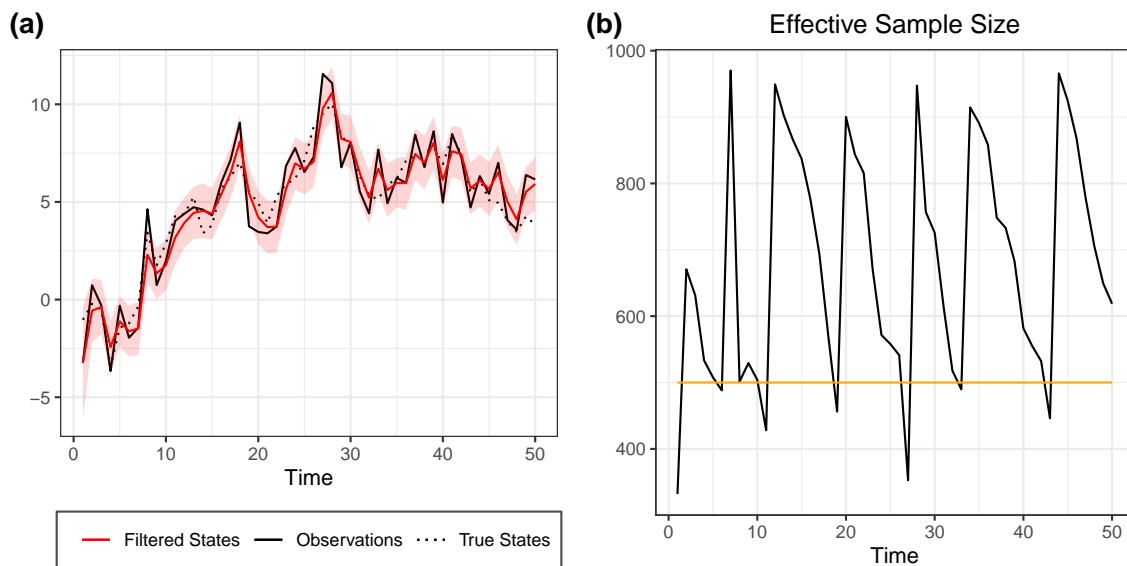 (a)
10
5
0
−5
0
10
20
30
40
50
Time
Filtered States
Observations
True States
(b)
Effective Sample Size
1000
800
600
400
0
10
20
30
40
50
Time